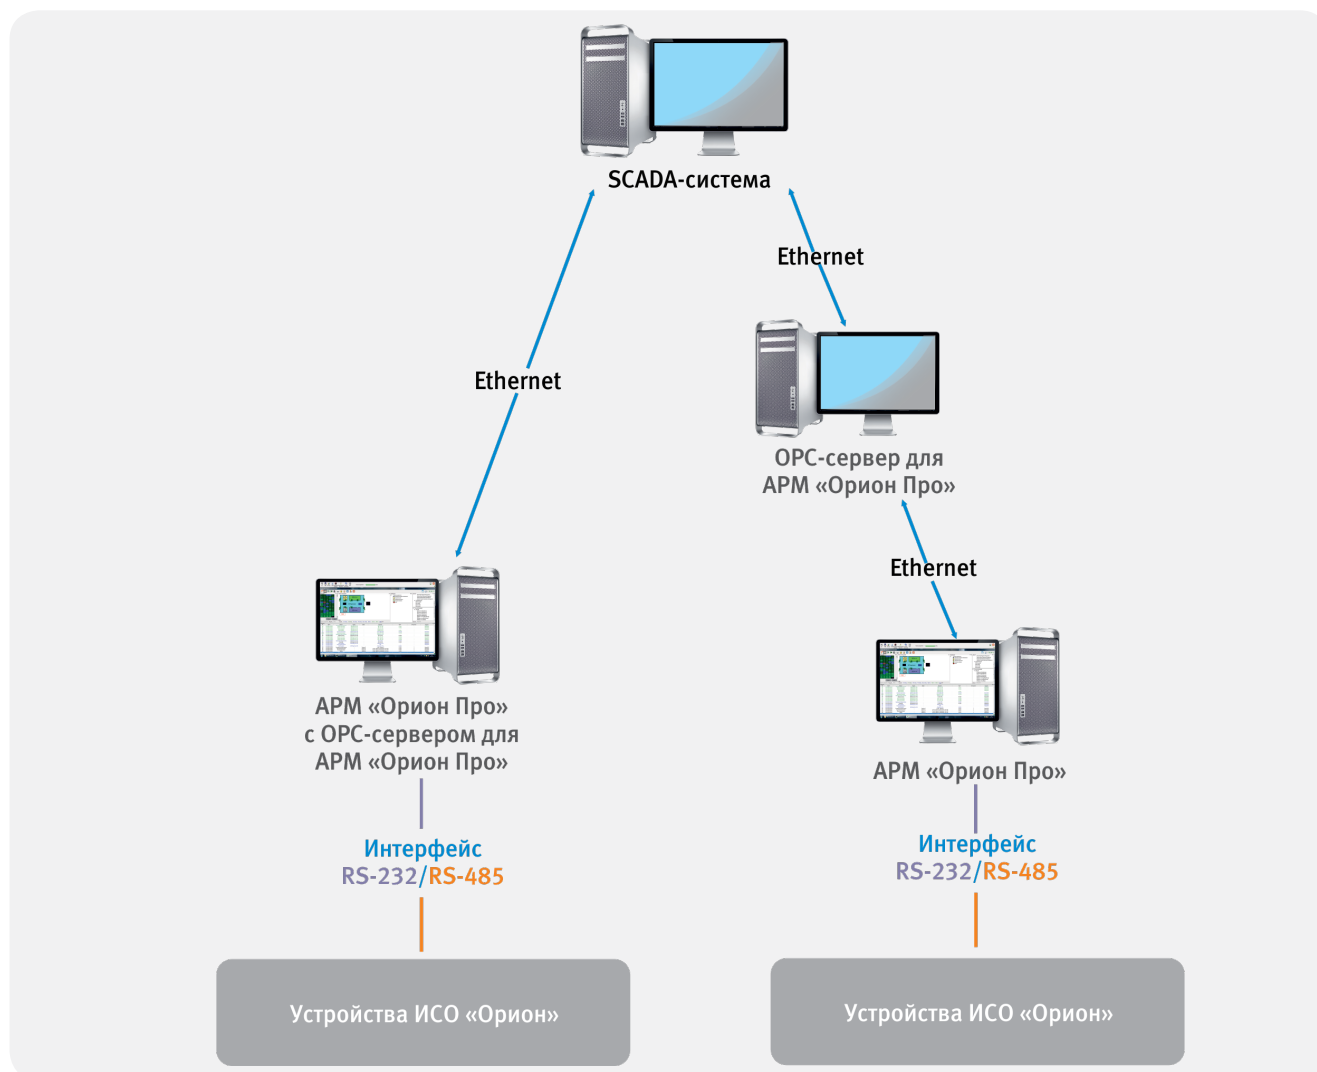 SCADA-система
Ethernet
Ethernet
OPC-сервер для
АРМ «Орион Про»
Ethernet
АРМ «Орион Про»
с OPC-сервером для
АРМ «Орион Про»
АРМ «Орион Про»
Интерфейс
RS-232/RS-485
Интерфейс
RS-232/RS-485
Устройства ИСО «Орион»
Устройства ИСО «Орион»